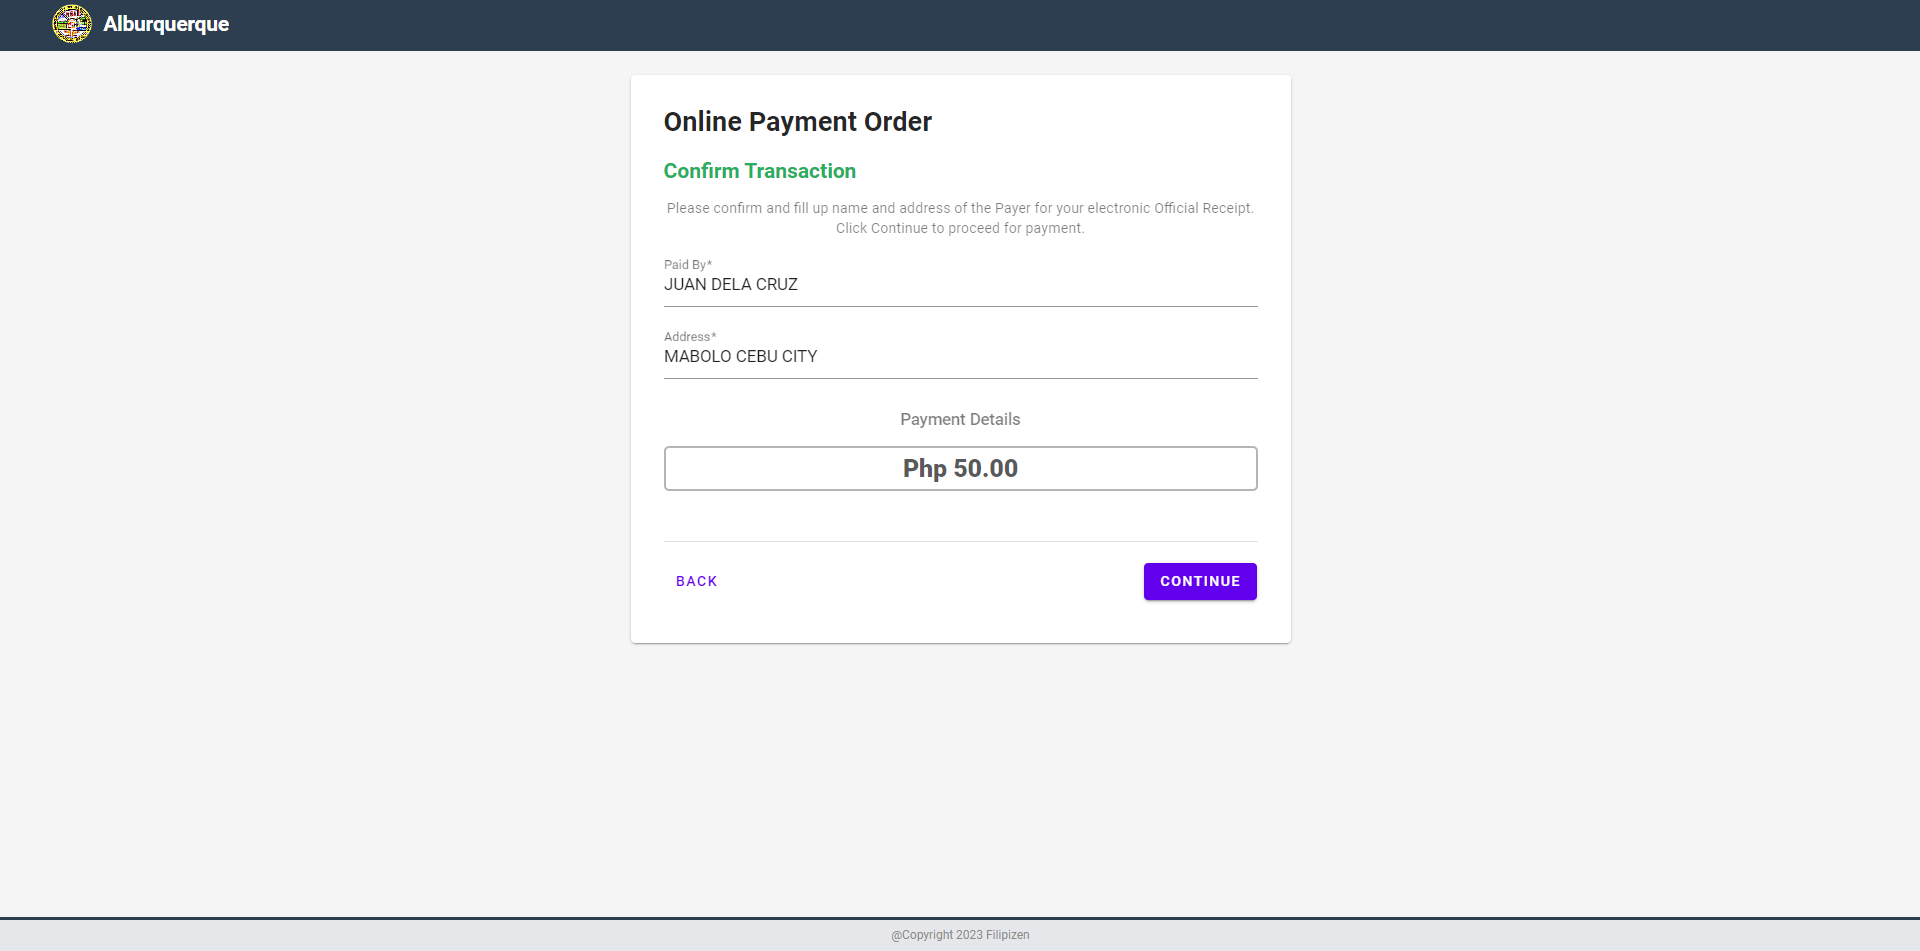 Alburquerque
Online Payment Order
Confirm Transaction
Please confirm and fill up name and address of the Payer for your electronic Official Receipt.
Click Continue to proceed for payment.
Paid By*
JUAN DELA CRUZ
Address*
MABOLO CEBU CITY
Payment Details
Php 50.00
BACK
CONTINUE
@Copyright 2023 Filipizen